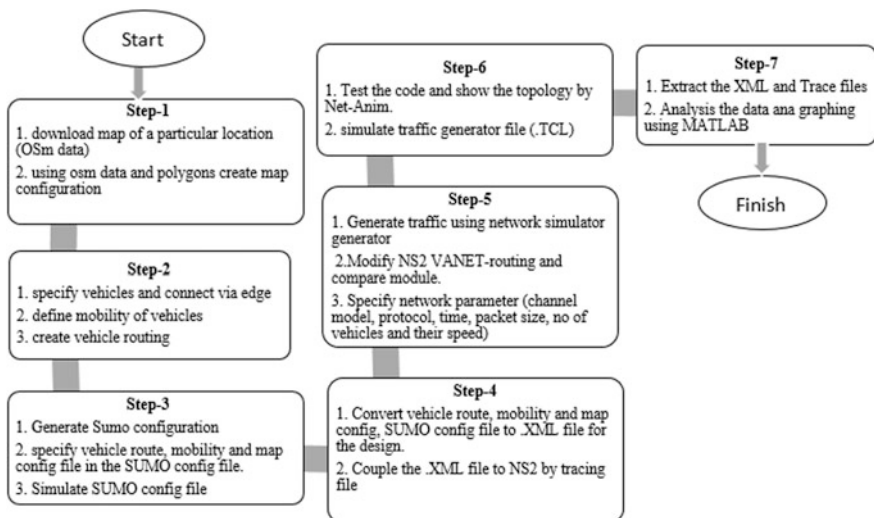 Start
Step-1
1. download map of a particular location
(OSm data)
2. using osm data and polygons create map
configuration
Step-2
1. specify vehicles and connect via edge
2. define mobility of vehicles
3. create vehicle routing
Step-3
1. Generate Sumo configuration
2. specify vehicle route, mobility and map
config file in the SUMO config file.
3. Simulate SUMO config file
Step-4
1. Convert vehicle route, mobility and map
config, SUMO config file to .XML file for
the design.
2. Couple the .XML file to NS2 by tracing
file
Step-5
1. Generate traffic using network simulator
generator
2.Modify NS2 VANET-routing and
compare module.
3. Specify network parameter (channel
model, protocol, time, packet size, no of
vehicles and their speed)
Step-6
1. Test the code and show the topology by
Net-Anim.
2. simulate traffic generator file (.TCL)
Step-7
1. Extract the XML and Trace files
2. Analysis the data ana graphing
using MATLAB
Finish